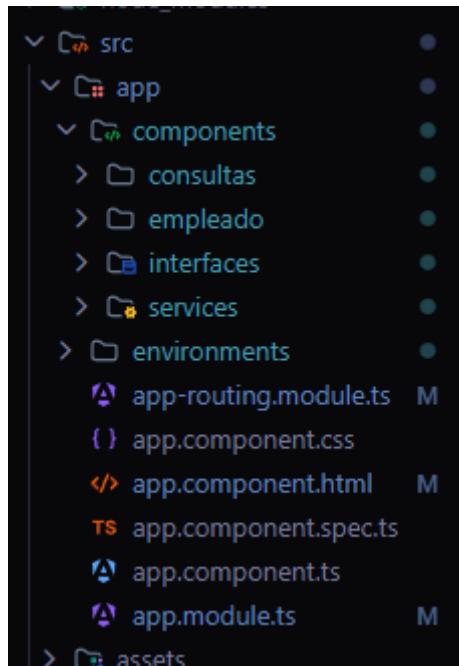 src
app
components
consultas
empleado
interfaces
services
environments
app-routing.module.ts M
{ } app.component.css
</> app.component.html M
TS app.component.spec.ts
app.component.ts
app.module.ts M
assets